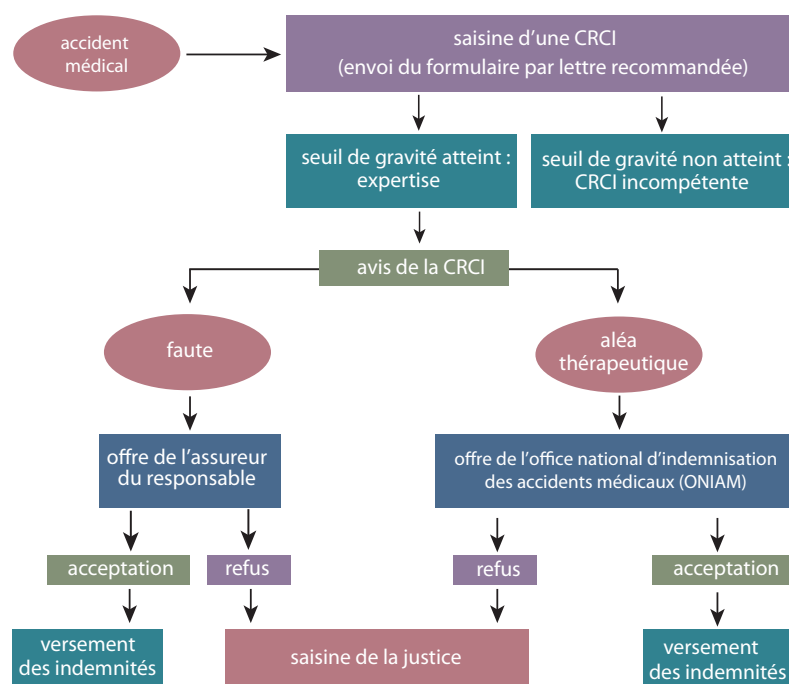 accident
médical
saisine d’une CRCI
(envoi du formulaire par lettre recommandée)
seuil de gravité atteint :
expertise
seuil de gravité non atteint :
CRCI incompétente
avis de la CRCI
faute
aléa
thérapeutique
offre de l’assureur
du responsable
offre de l’office national d’indemnisation
des accidents médicaux (ONIAM)
acceptation
refus
refus
acceptation
versement
des indemnités
saisine de la justice
versement
des indemnités